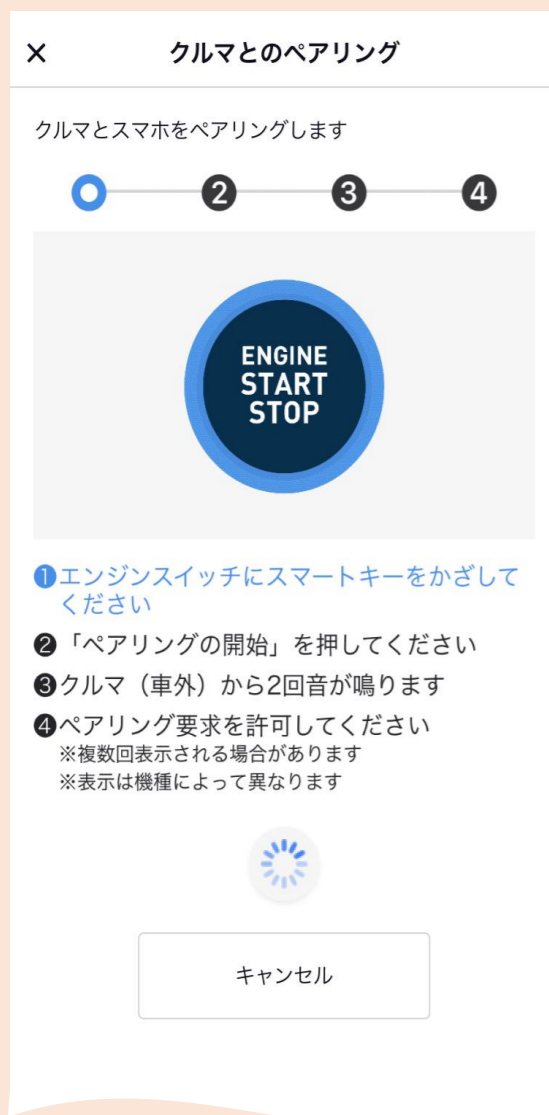 × クルマとのペアリング
クルマとスマホをペアリングします
2 3 4
ENGINE
START
STOP
❶エンジンスイッチにスマートキーをかざして
ください
❷「ペアリングの開始」を押してください
❸クルマ（車外）から2回音が鳴ります
❹ペアリング要求を許可してください
※複数回表示される場合があります
※表示は機種によって異なります
キャンセル